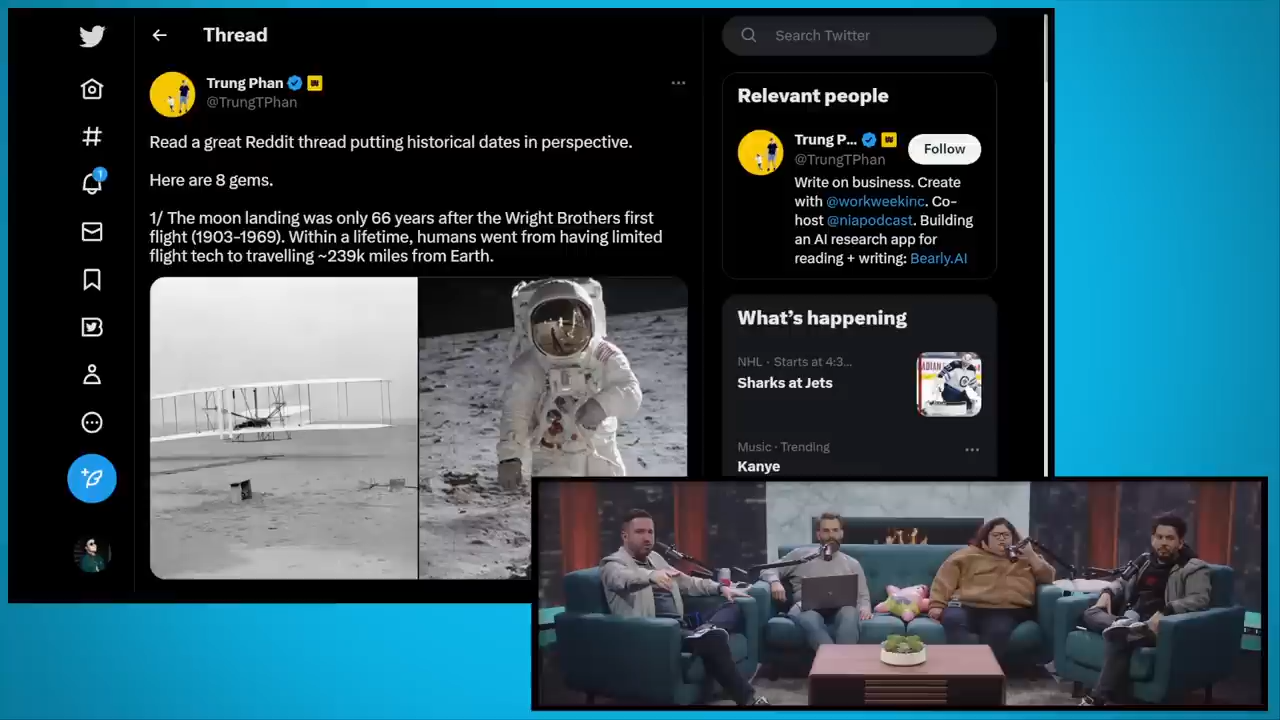 Thread
Search Twitter
Trung Phan
@TrungTPhan
Read a great Reddit thread putting historical dates in perspective.
Here are 8 gems.
1/ The moon landing was only 66 years after the Wright Brothers first
flight (1903-1969). Within a lifetime, humans went from having limited
flight tech to travelling ~239k miles from Earth.
Relevant people
Trung P...
@TrungTPhan
Follow
Write on business. Create
with @workweekinc. Co-
host @niapodcast. Building
an AI research app for
reading + writing: Bearly.AI
What’s happening
NHL · Starts at 4:3...
Sharks at Jets
Music · Trending
Kanye
1